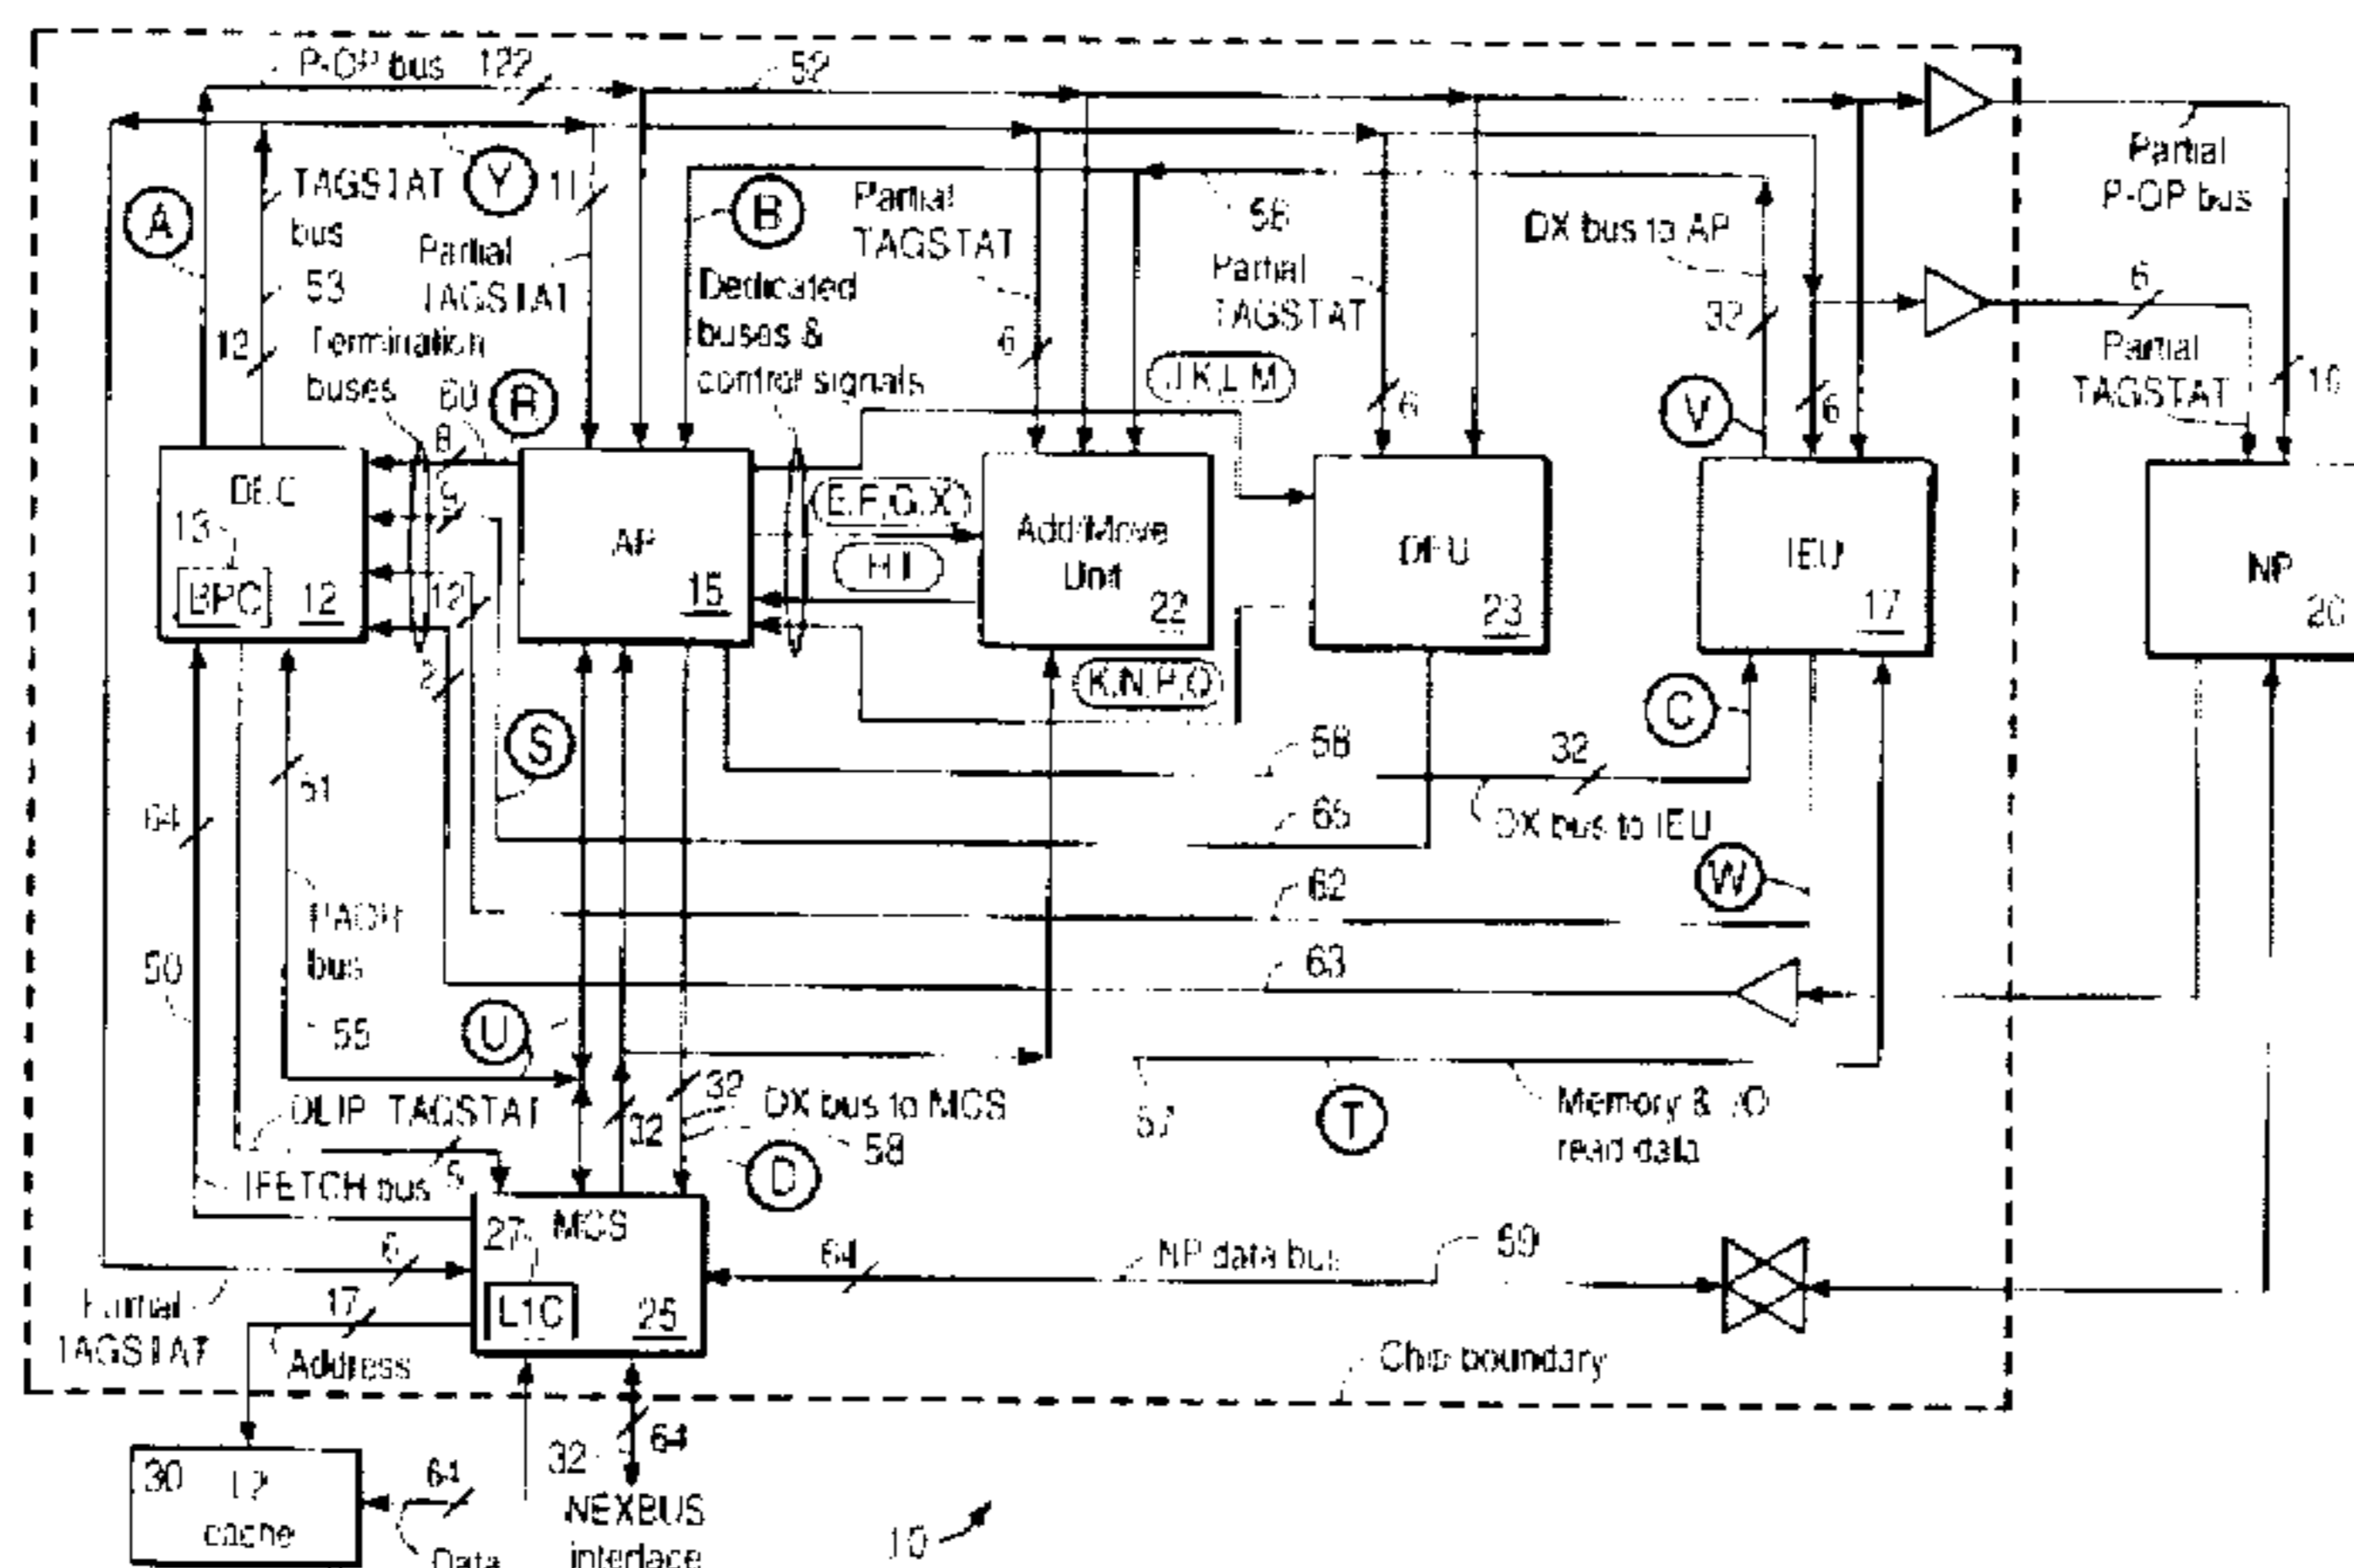 P-OP bus 122
52
Partial
P-OP bus
A
TAGSTAT
bus
53
Y
11
Partial
TAGSTAT
B
Partial
TAGSTAT
56
Partial
TAGSTAT
DX bus to AP
32
6
Partial
TAGSTAT
12
Termination
buses
60
R
8
9
Dedicated
buses &
control signals
6
J,K,L,M
6
V
6
DEC
13
BPC
12
12
AP
15
E,F,G,X
H,I
Add/Move
Unit
22
23
IEU
17
NP
20
2
K,N,P,Q
S
C
61
64
58
32
DX bus to IEU
65
W
62
bus
50
63
55
U
TAGSTAT
32
32
DX bus to MCS
58
57
T
Memory & I/O
read data
D
IFETCH bus
MCS
27
L1C
25
6
Partial
TAGSTAT
17
Address
64
NP data bus
59
Chip boundary
30
L2
cache
64
Data
32
64
NEXBUS
interface
10